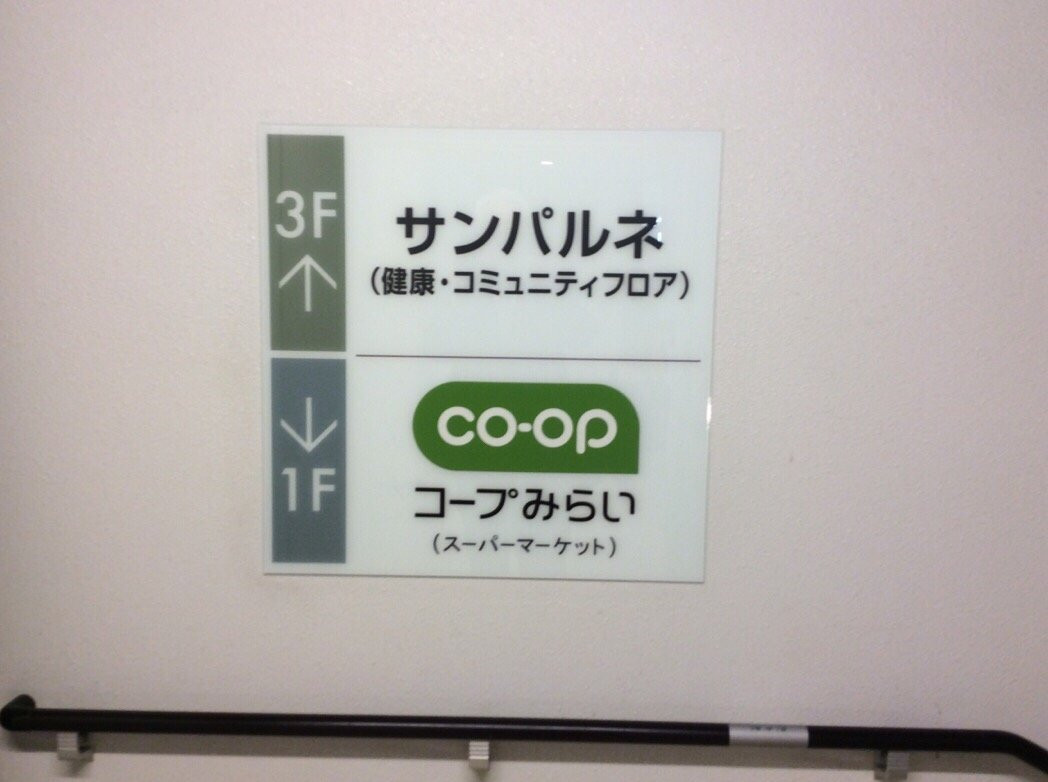 3F
↑
サンパルネ
(健康・コミュニティフロア)
↓
1F
co-op
コープみらい
(スーパーマーケット)